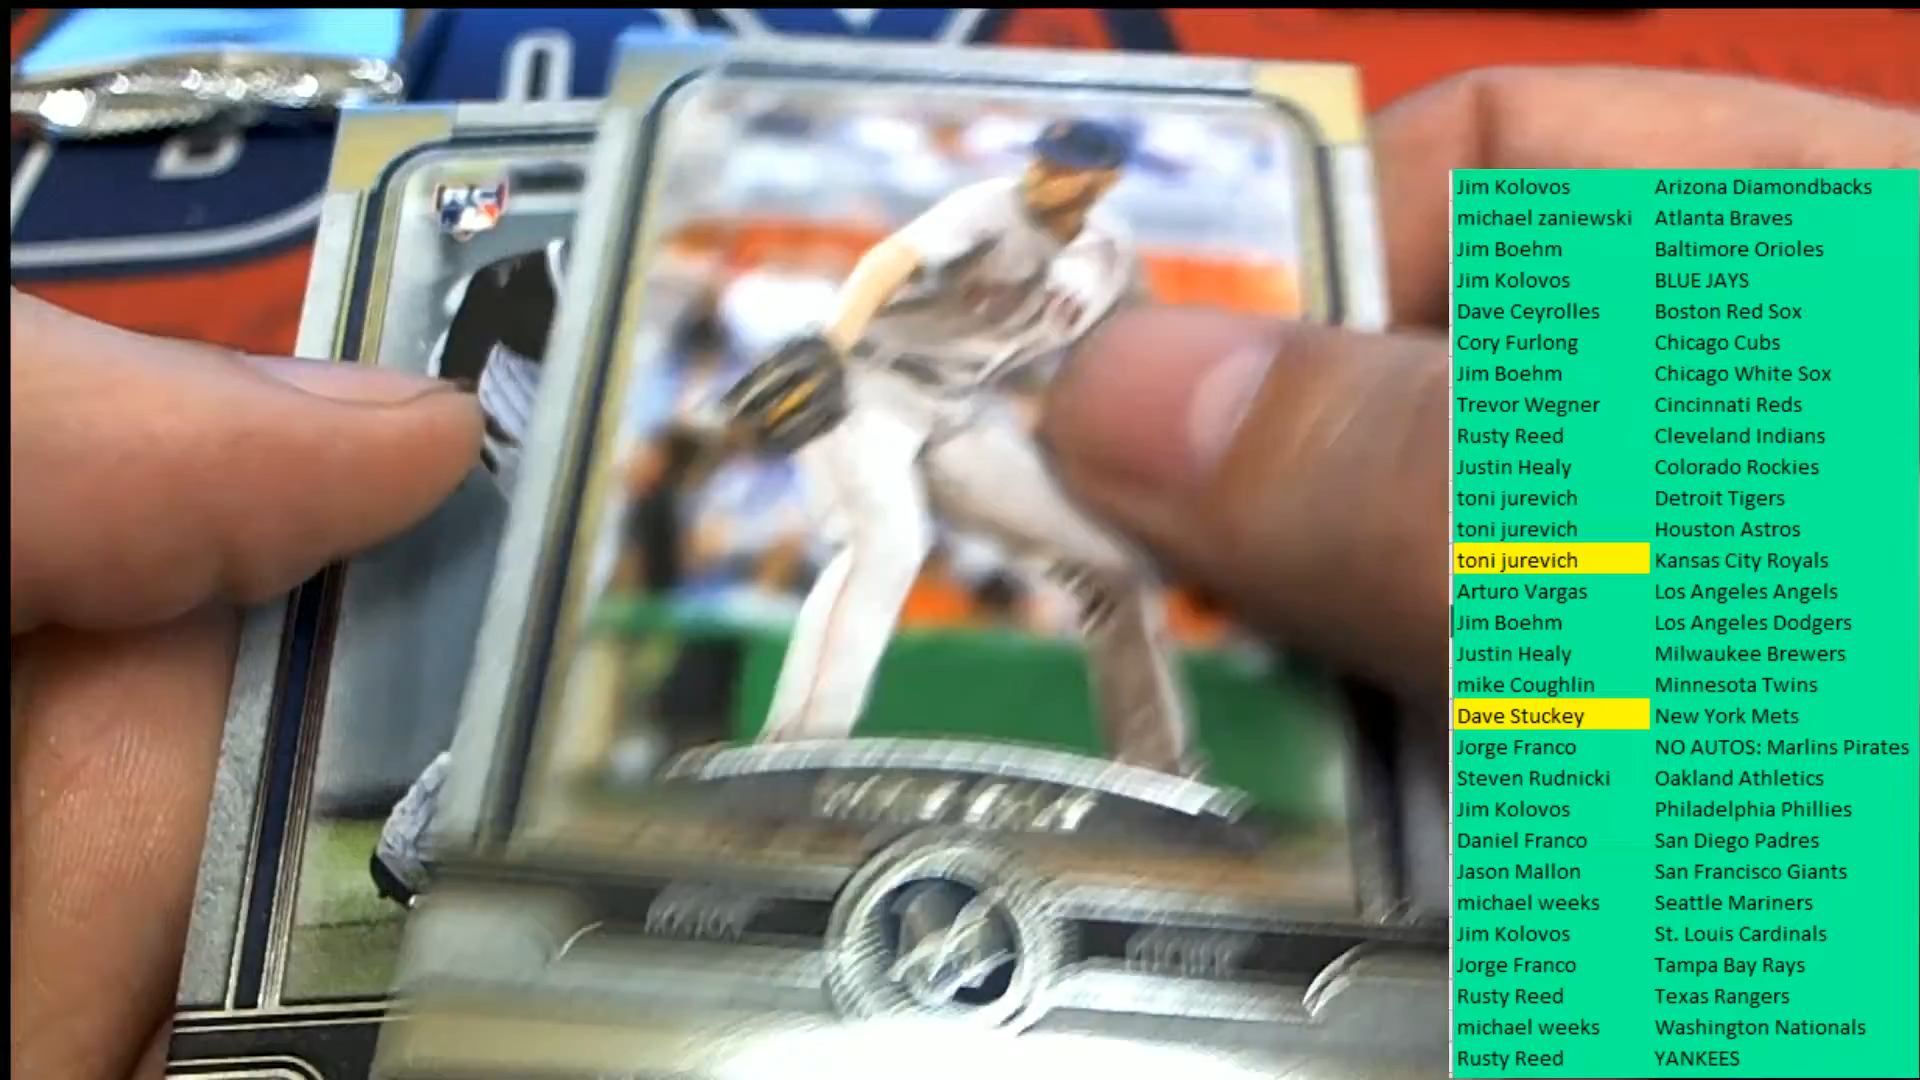 Jim Kolovos Arizona Diamondbacks
michael zaniewski Atlanta Braves
Jim Boehm Baltimore Orioles
Jim Kolovos BLUE JAYS
Dave Ceyrolles Boston Red Sox
Cory Furlong Chicago Cubs
Jim Boehm Chicago White Sox
Trevor Wegner Cincinnati Reds
Rusty Reed Cleveland Indians
Justin Healy Colorado Rockies
toni jurevich Detroit Tigers
toni jurevich Houston Astros
toni jurevich Kansas City Royals
Arturo Vargas Los Angeles Angels
Jim Boehm Los Angeles Dodgers
Justin Healy Milwaukee Brewers
mike Coughlin Minnesota Twins
Dave Stuckey New York Mets
Jorge Franco NO AUTOS: Marlins Pirates
Steven Rudnicki Oakland Athletics
Jim Kolovos Philadelphia Phillies
Daniel Franco San Diego Padres
Jason Mallon San Francisco Giants
michael weeks Seattle Mariners
Jim Kolovos St. Louis Cardinals
Jorge Franco Tampa Bay Rays
Rusty Reed Texas Rangers
michael weeks Washington Nationals
Rusty Reed YANKEES